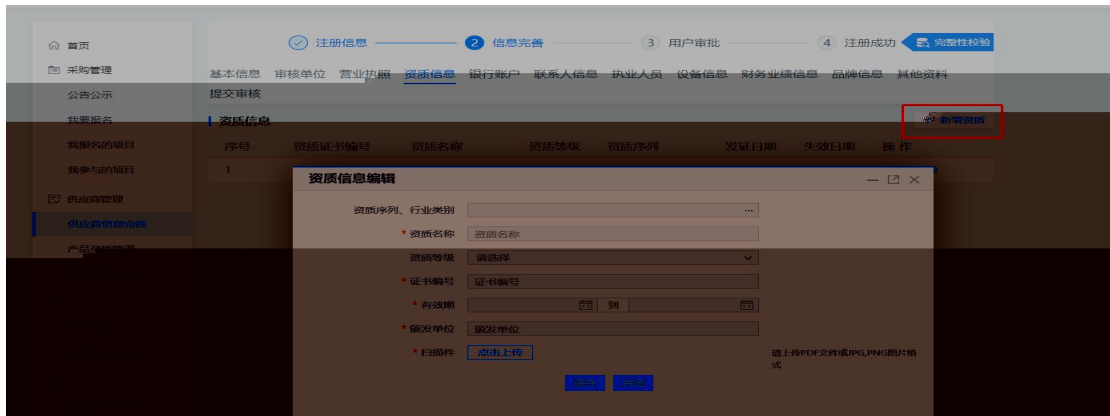 注册信息 2 信息完善 3 用户审批 4 注册成功 完整性校验
首页
采购管理
公告公示
我要报名
我报名的项目
我参与的项目
供应商管理
供应商信息完善
产品资质管理
基本信息 审核单位 营业执照 资质信息 银行账户 联系人信息 执业人员 设备信息 财务业绩信息 品牌信息 其他资料
提交审核
资质信息
新增资质
序号 资质证书编号 资质名称 资质等级 资质序列 发证日期 失效日期 操作
1
资质信息编辑
资质序列、行业类别 ...
* 资质名称 资质名称
资质等级 请选择
* 证书编号 证书编号
* 有效期 到
* 颁发单位 颁发单位
* 扫描件 点击上传 请上传PDF文件或JPG,PNG图片格
式